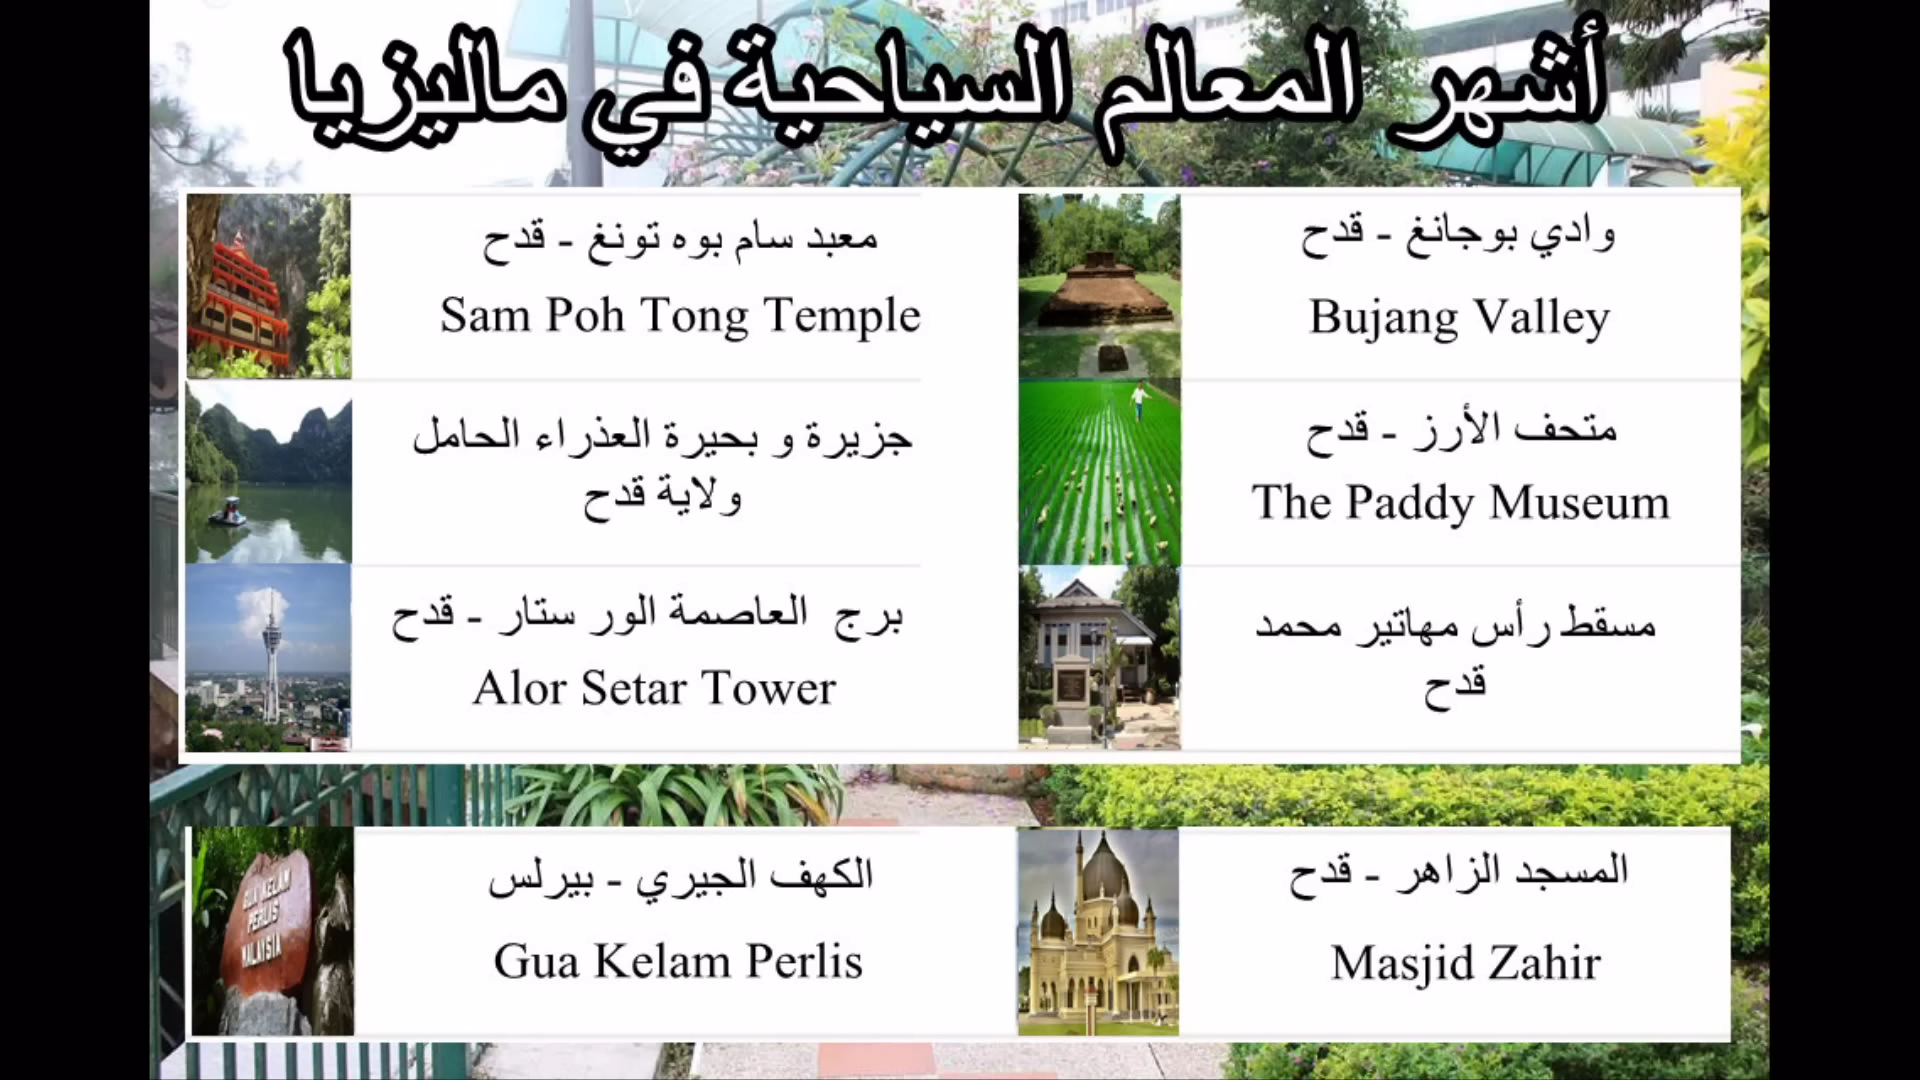 أشهر المعالم السياحية في ماليزيا
وادي بوجانغ - قدح
Bujang Valley
معبد سام بوه تونغ - قدح
Sam Poh Tong Temple
متحف الأرز - قدح
The Paddy Museum
جزيرة و بحيرة العذراء الحامل
ولاية قدح
مسقط رأس مهاتير محمد
قدح
برج العاصمة الور ستار - قدح
Alor Setar Tower
المسجد الزاهر - قدح
Masjid Zahir
الكهف الجيري - بيرلس
Gua Kelam Perlis
GUA KELAM
PERLIS
MALAYSIA